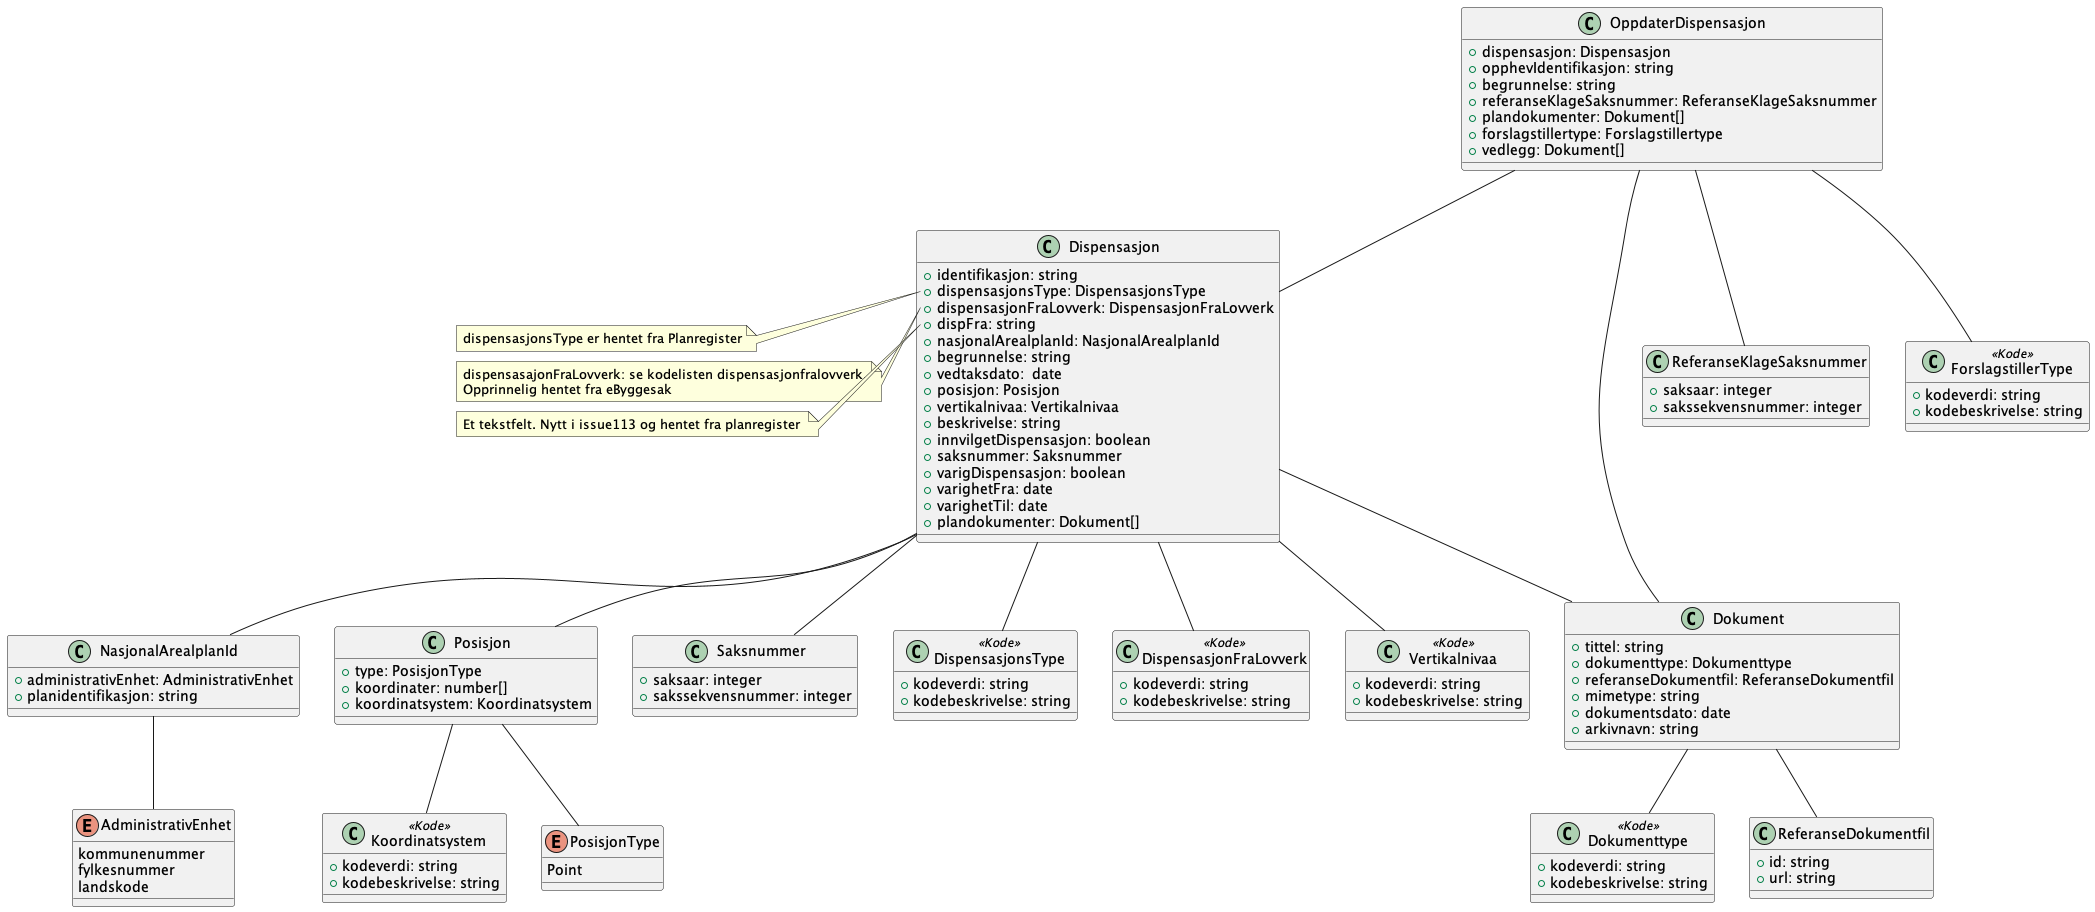 C OppdaterDispensasjon
dispensasjon: Dispensasjon
opphevIdentifikasjon: string
begrunnelse: string
referanseKlageSaksnummer: ReferanseKlageSaksnummer
plandokumenter: Dokument[]
forslagstillertype: Forslagstillertype
vedlegg: Dokument[]
C Dispensasjon
identifikasjon: string
dispensasjonsType: DispensasjonsType
dispensasjonFraLovverk: DispensasjonFraLovverk
dispFra: string
nasjonalArealplanId: NasjonalArealplanId
begrunnelse: string
vedtaksdato:  date
posisjon: Posisjon
vertikalnivaa: Vertikalnivaa
beskrivelse: string
innvilgetDispensasjon: boolean
saksnummer: Saksnummer
varigDispensasjon: boolean
varighetFra: date
varighetTil: date
plandokumenter: Dokument[]
dispensasjonsType er hentet fra Planregister
dispensasajonFraLovverk: se kodelisten dispensasjonfralovverk
Opprinnelig hentet fra eByggesak
Et tekstfelt. Nytt i issue113 og hentet fra planregister
C ReferanseKlageSaksnummer
saksaar: integer
sakssekvensnummer: integer
«Kode»
C ForslagstillerType
kodeverdi: string
kodebeskrivelse: string
C NasjonalArealplanId
administrativEnhet: AdministrativEnhet
planidentifikasjon: string
C Posisjon
type: PosisjonType
koordinater: number[]
koordinatsystem: Koordinatsystem
C Saksnummer
saksaar: integer
sakssekvensnummer: integer
«Kode»
C DispensasjonsType
kodeverdi: string
kodebeskrivelse: string
«Kode»
C DispensasjonFraLovverk
kodeverdi: string
kodebeskrivelse: string
«Kode»
C Vertikalnivaa
kodeverdi: string
kodebeskrivelse: string
C Dokument
tittel: string
dokumenttype: Dokumenttype
referanseDokumentfil: ReferanseDokumentfil
mimetype: string
dokumentsdato: date
arkivnavn: string
E AdministrativEnhet
kommunenummer
fylkesnummer
landskode
«Kode»
C Koordinatsystem
kodeverdi: string
kodebeskrivelse: string
E PosisjonType
Point
«Kode»
C Dokumenttype
kodeverdi: string
kodebeskrivelse: string
C ReferanseDokumentfil
id: string
url: string